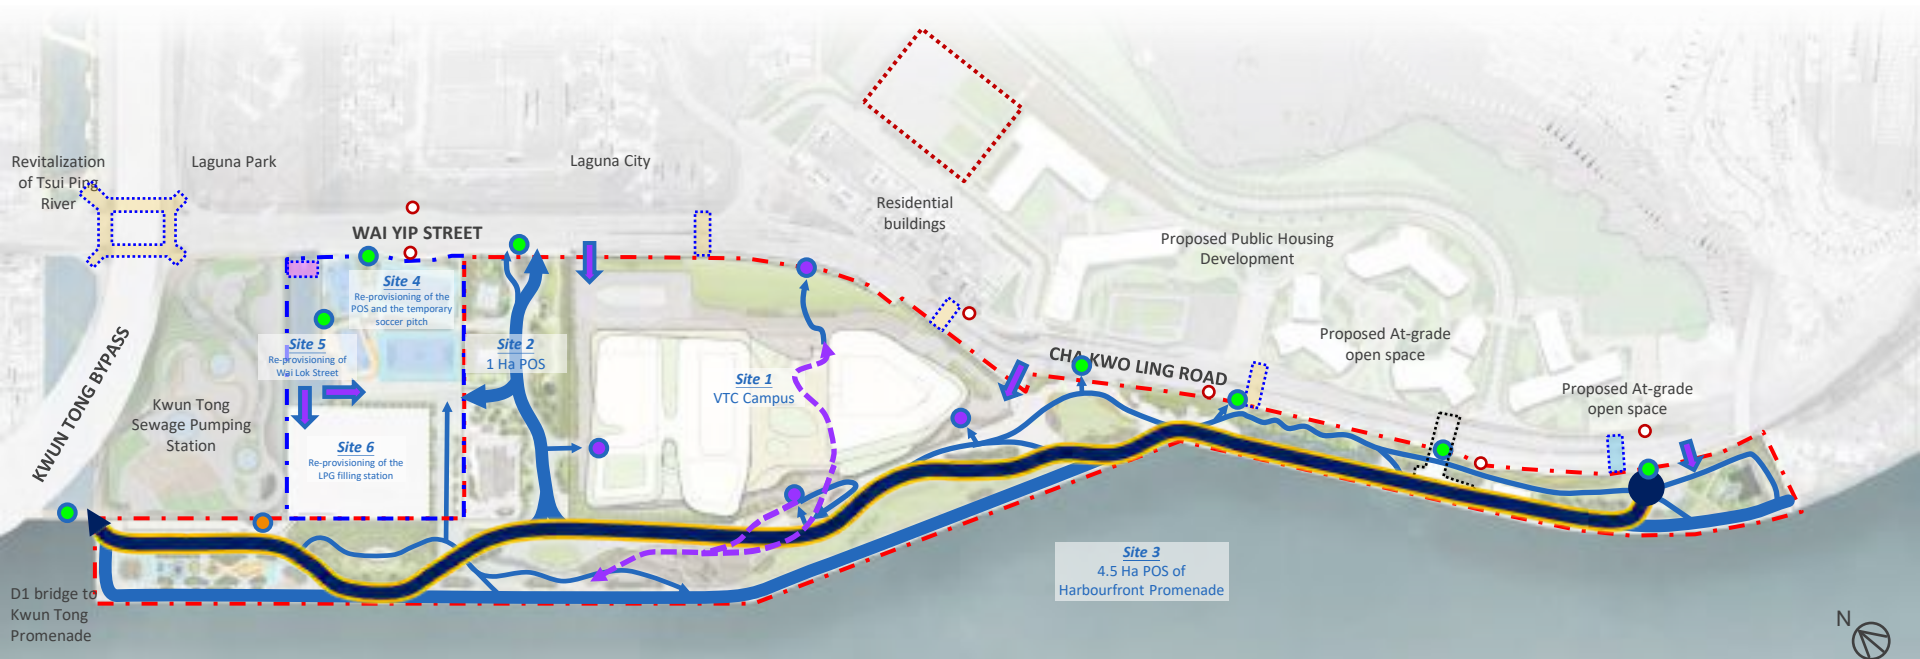 Revitalization
of Tsui Ping
River
Laguna Park
Laguna City
WAI YIP STREET
Residential
buildings
Proposed Public Housing
Development
Site 4
Re-provisioning of the
POS and the temporary
soccer pitch
Site 5
Re-provisioning of
Wai Lok Street
Site 2
1 Ha POS
KWUN TONG BYPASS
CHA KWO LING ROAD
Proposed At-grade
open space
Proposed At-grade
open space
Site 1
VTC Campus
Kwun Tong
Sewage Pumping
Station
Site 6
Re-provisioning of the
LPG filling station
Site 3
4.5 Ha POS of
Harbourfront Promenade
D1 bridge to
Kwun Tong
Promenade
N